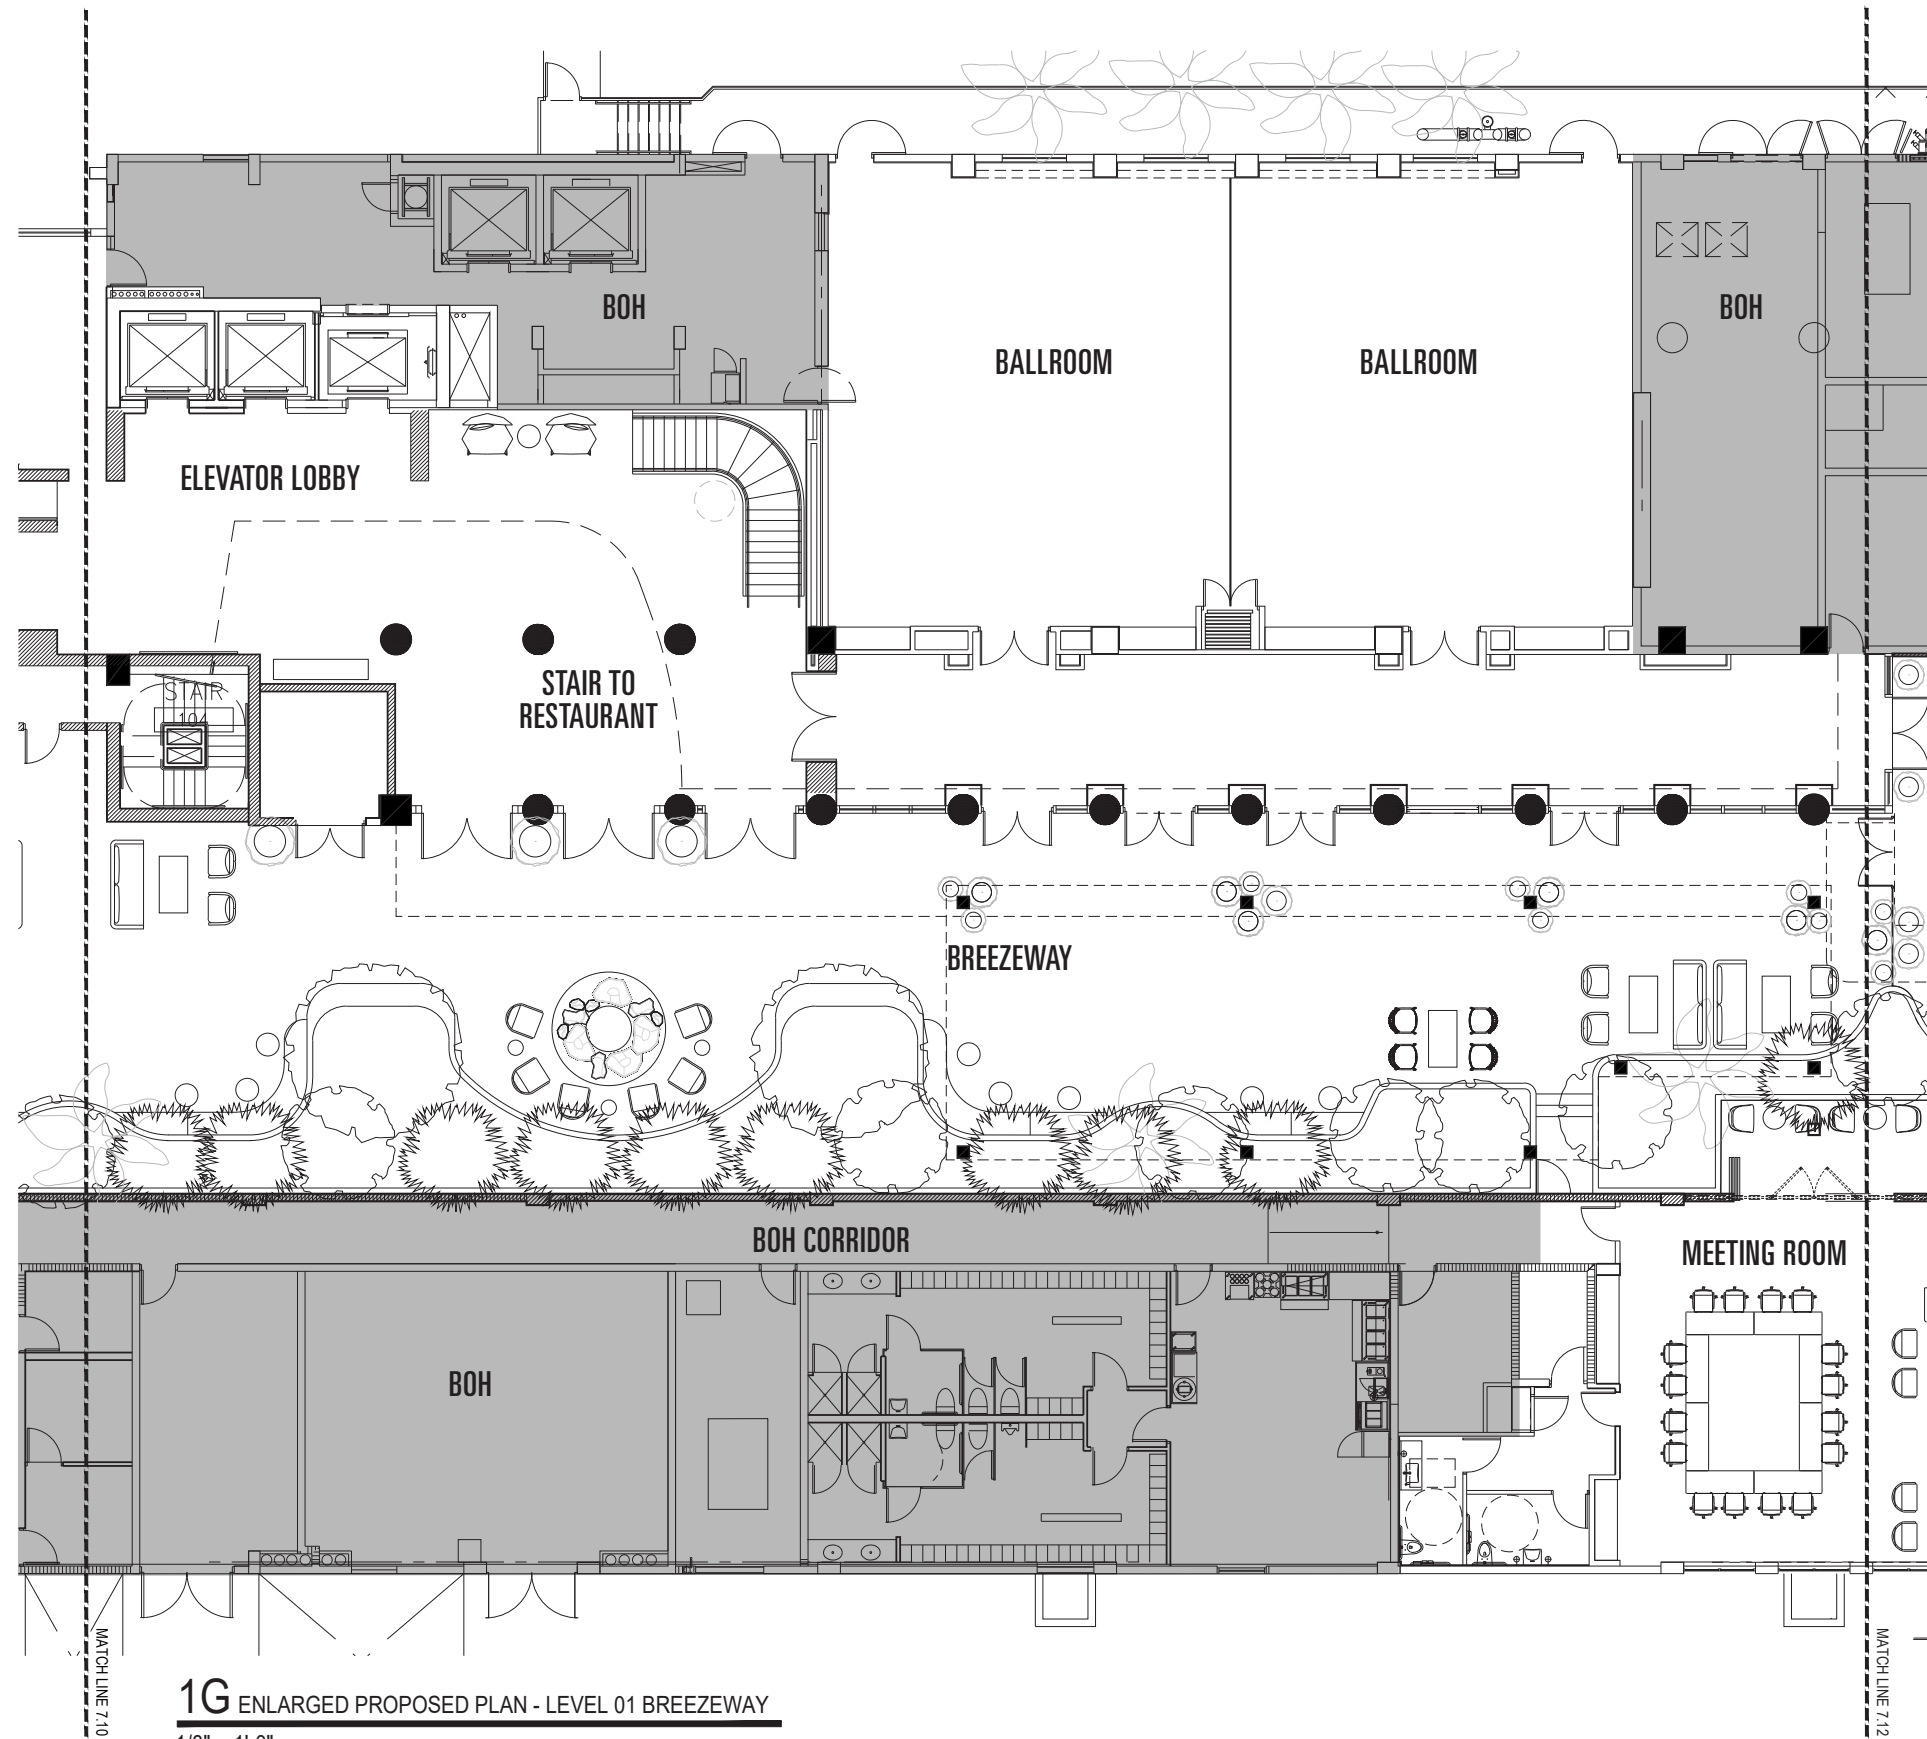 BOH
BOH
BALLROOM
BALLROOM
ELEVATOR LOBBY
STAIR TO
RESTAURANT
STAIR
104
BREEZEWAY
BOH CORRIDOR
MEETING ROOM
BOH
MATCH LINE 7.10
MATCH LINE 7.12
1G ENLARGED PROPOSED PLAN - LEVEL 01 BREEZEWAY